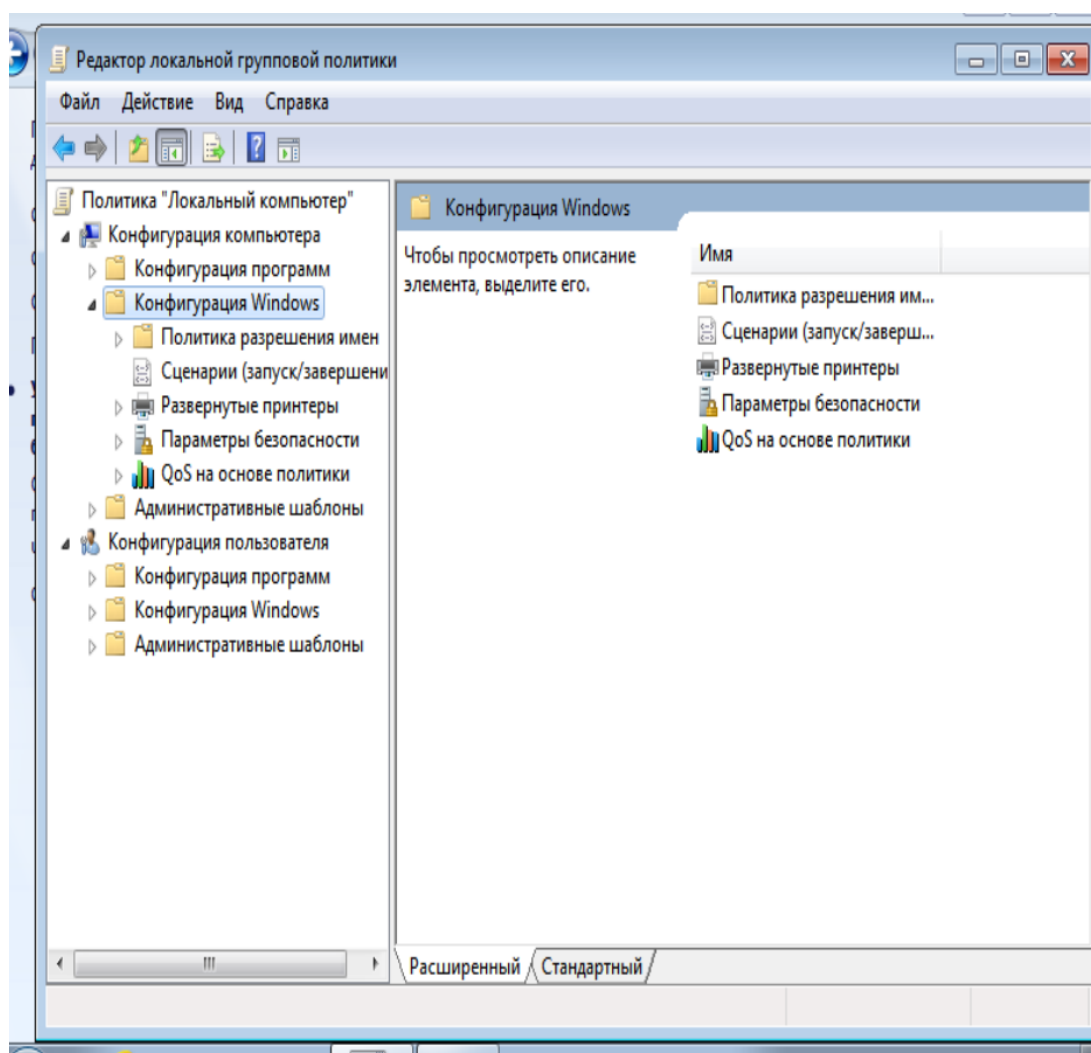 Редактор локальной групповой политики
Файл Действие Вид Справка
Политика "Локальный компьютер"
Конфигурация компьютера
Конфигурация программ
Конфигурация Windows
Политика разрешения имен
Сценарии (запуск/завершени
Развернутые принтеры
Параметры безопасности
QoS на основе политики
Административные шаблоны
Конфигурация пользователя
Конфигурация программ
Конфигурация Windows
Административные шаблоны
Конфигурация Windows
Чтобы просмотреть описание
элемента, выделите его.
Имя
Политика разрешения им...
Сценарии (запуск/заверш...
Развернутые принтеры
Параметры безопасности
QoS на основе политики
Расширенный Стандартный